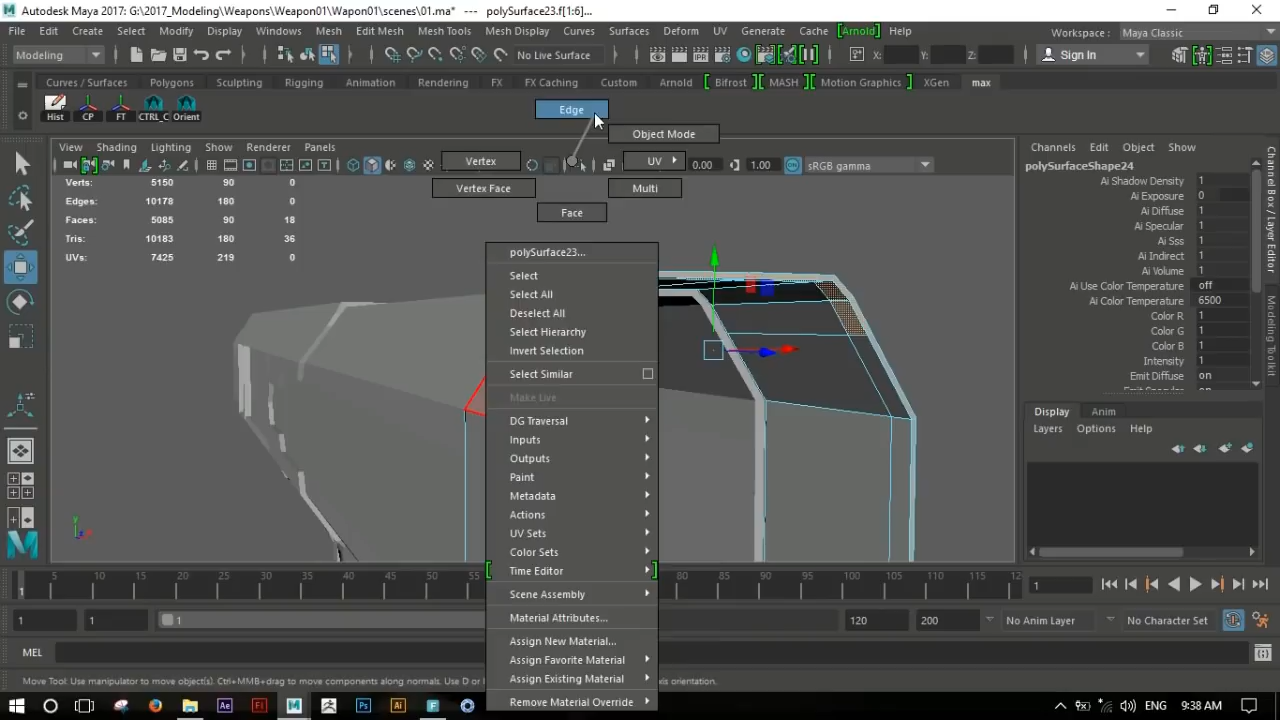 Autodesk Maya 2017: G:\2017_Modeling\Weapons\Weapon01\Wapon01\scenes\01.ma* --- polySurface23.f[1:6]...
File Edit Create Select Modify Display Windows Mesh Edit Mesh Mesh Tools Mesh Display Curves Surfaces Deform UV Generate Cache Arnold Help Workspace : Maya Classic
Modeling No Live Surface X: Y: Z: Sign In
Curves / Surfaces Polygons Sculpting Rigging Animation Rendering FX FX Caching Custom Arnold Bifrost MASH Motion Graphics XGen max
Hist CP FT CTRL_C Orient
Edge
Object Mode
View Shading Lighting Show Renderer Panels
Vertex UV 0.00 1.00 sRGB gamma
Vertex Face Multi
Face
Verts: 5150 90 0
Edges: 10178 180 0
Faces: 5085 90 18
Tris: 10183 180 36
UVs: 7425 219 0
polySurface23...
Select
Select All
Deselect All
Select Hierarchy
Invert Selection
Select Similar
Make Live
DG Traversal
Inputs
Outputs
Paint
Metadata
Actions
UV Sets
Color Sets
Time Editor
Scene Assembly
Material Attributes...
Assign New Material...
Assign Favorite Material
Assign Existing Material
Remove Material Override
Channels Edit Object Show
polySurfaceShape24
Ai Shadow Density 1
Ai Exposure 0
Ai Diffuse 1
Ai Specular 1
Ai Sss 1
Ai Indirect 1
Ai Volume 1
Ai Use Color Temperature off
Ai Color Temperature 6500
Color R 1
Color G 1
Color B 1
Intensity 1
Emit Diffuse on
Display Anim
Layers Options Help
Channel Box / Layer Editor
Modeling Toolkit
Attribute Editor
5 10 15 20 25 30 35 40 45 50 55 80 85 90 95 100 105 110 115 12
1
1
1 1 1 120 200 No Anim Layer No Character Set
MEL
Move Tool: Use manipulator to move object(s). Ctrl+MMB+drag to move components along normals. Use D o axis orientation.
ENG 9:38 AM